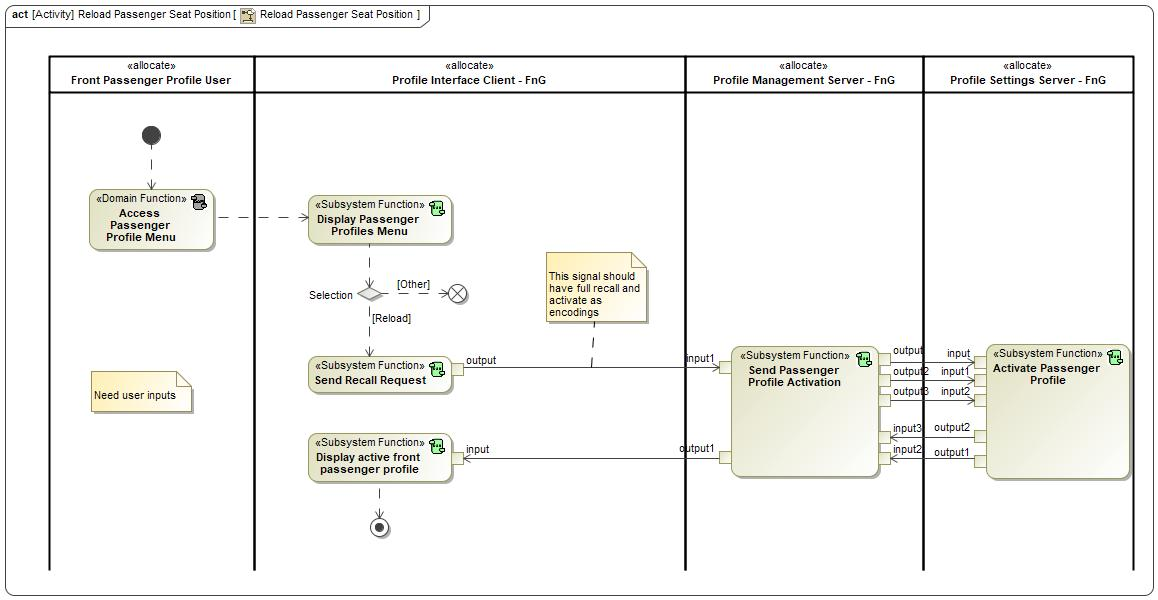 act [Activity] Reload Passenger Seat Position [ Reload Passenger Seat Position ]
«allocate»
Front Passenger Profile User
«allocate»
Profile Interface Client - FnG
«allocate»
Profile Management Server - FnG
«allocate»
Profile Settings Server - FnG
«Domain Function»
Access
Passenger
Profile Menu
«Subsystem Function»
Display Passenger
Profiles Menu
Selection
[Other]
[Reload]
This signal should
have full recall and
activate as
encodings
«Subsystem Function»
Send Recall Request
output
input1
«Subsystem Function»
Send Passenger
Profile Activation
output
input
output2
input1
output3
input2
input3
output2
input2
output1
«Subsystem Function»
Activate Passenger
Profile
Need user inputs
«Subsystem Function»
Display active front
passenger profile
input
output1